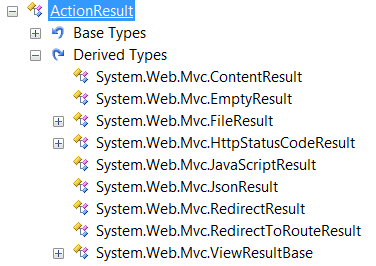 ActionResult
Base Types
Derived Types
System.Web.Mvc.ContentResult
System.Web.Mvc.EmptyResult
System.Web.Mvc.FileResult
System.Web.Mvc.HttpStatusCodeResult
System.Web.Mvc.JavaScriptResult
System.Web.Mvc.JsonResult
System.Web.Mvc.RedirectResult
System.Web.Mvc.RedirectToRouteResult
System.Web.Mvc.ViewResultBase